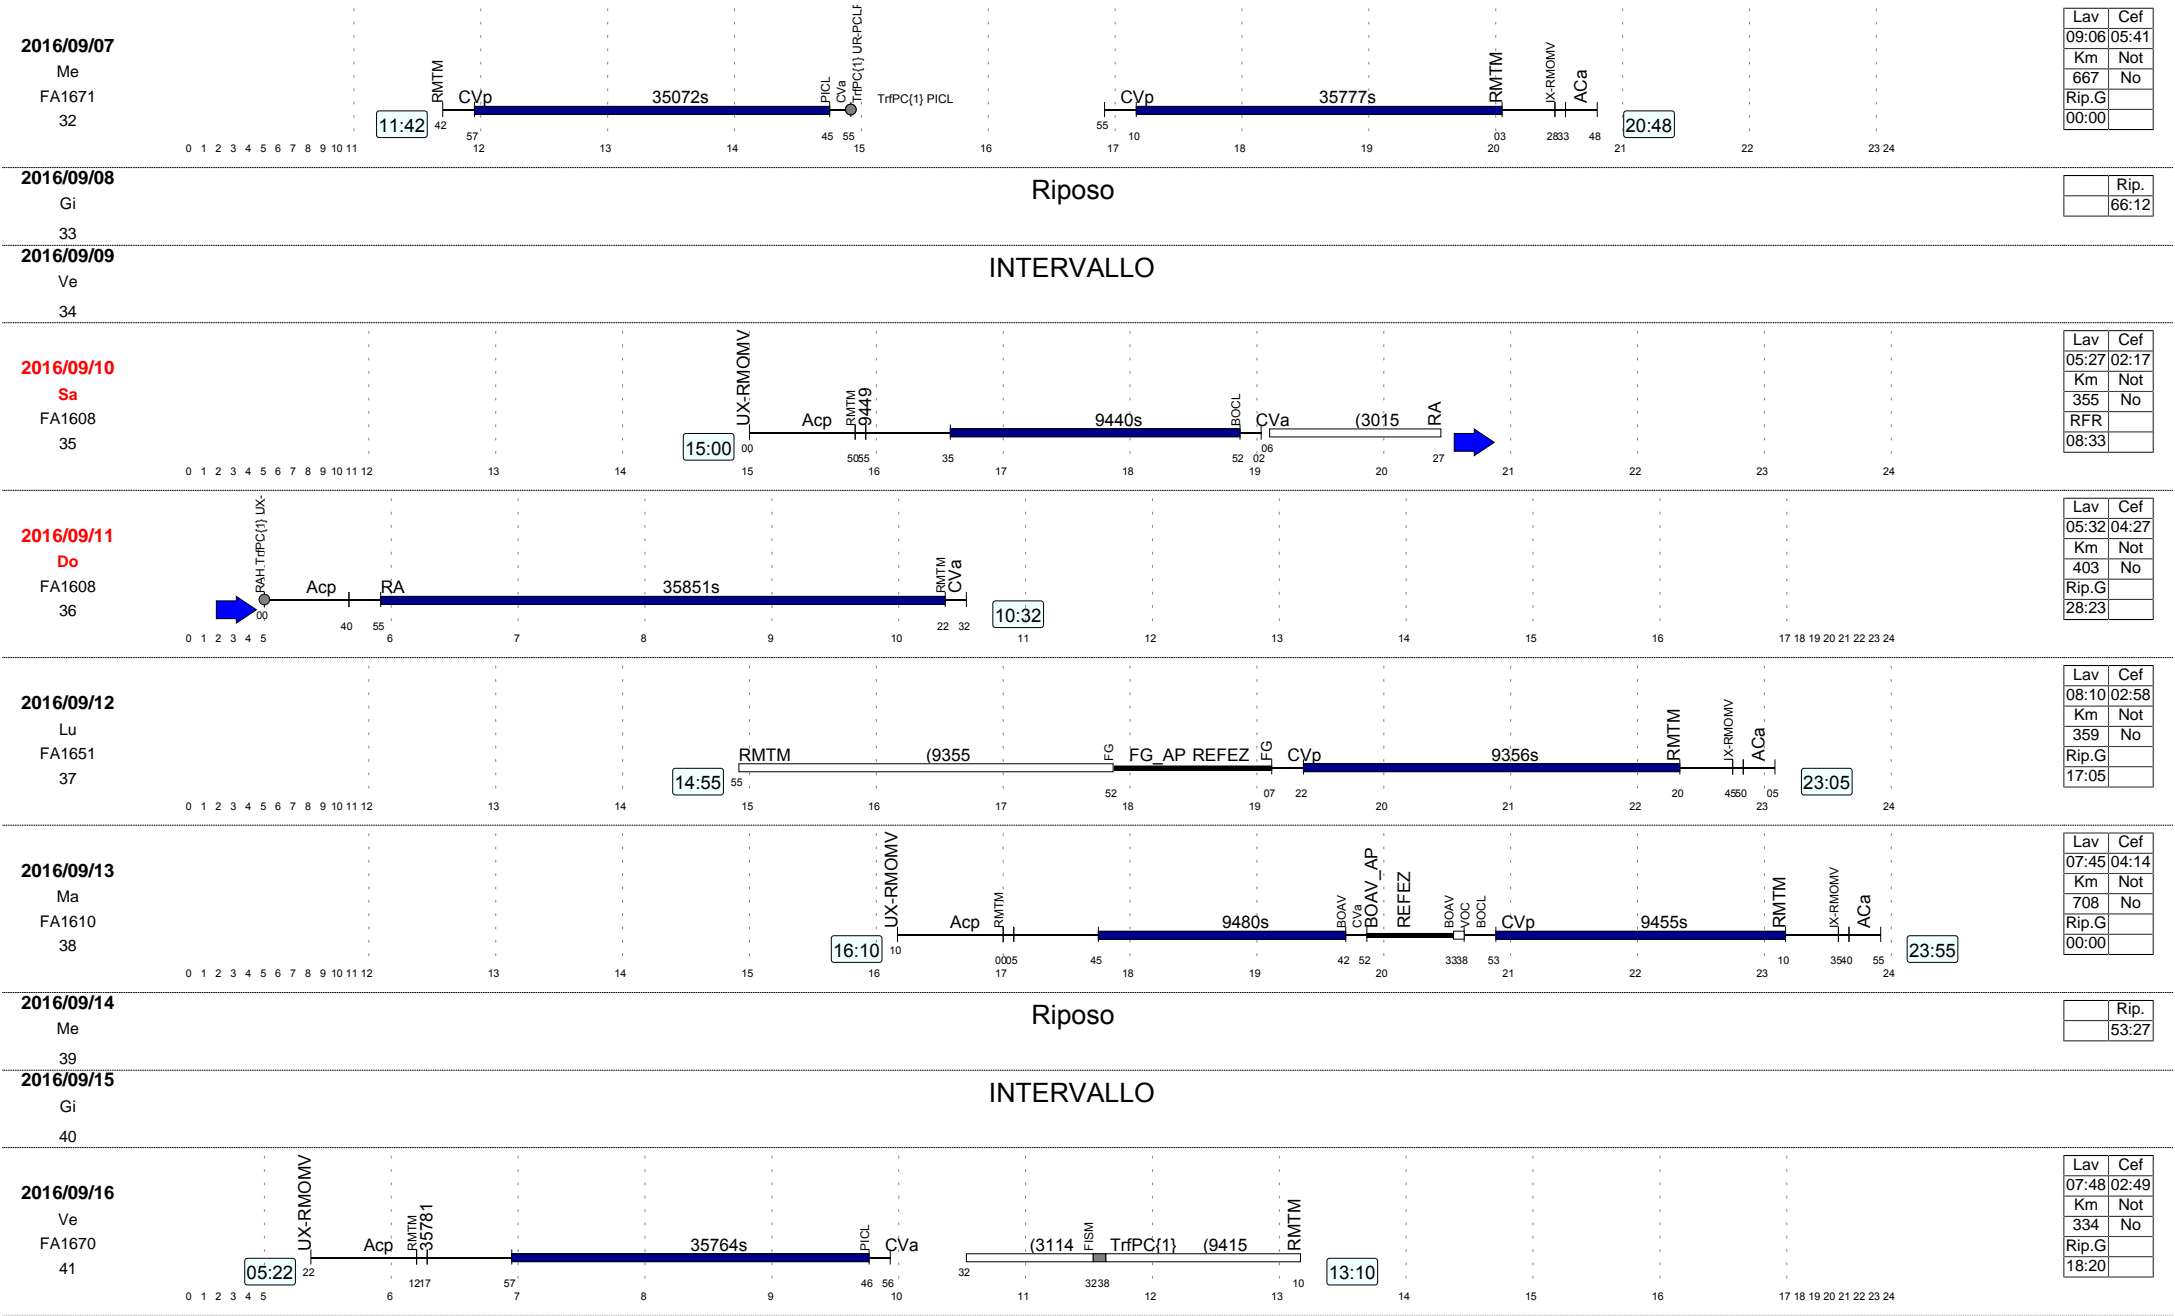 2016/09/07
Me
FA1671
32
11:42
RMTM
CVp
35072s
PICL
CVa
TrfPC{1} UR-PCLF
TrfPC{1} PICL
CVp
35777s
RMTM
ACa
20:48
42 57 45 55 55 10 03 2833 48
0 1 2 3 4 5 6 7 8 9 10 11 12 13 14 15 16 17 18 19 20 21 22 23 24
Lav Cef
09:06 05:41
Km Not
667 No
Rip.G
00:00
2016/09/08
Gi
33
Riposo
Rip.
66:12
2016/09/09
Ve
34
INTERVALLO
2016/09/10
Sa
FA1608
35
15:00
UX-RMOMV
Acp
RMTM
9449
9440s
BOCL
CVa
(3015
RA
00 5055 35 52 02 06 27
0 1 2 3 4 5 6 7 8 9 10 11 12 13 14 15 16 17 18 19 20 21 22 23 24
Lav Cef
05:27 02:17
Km Not
355 No
RFR
08:33
2016/09/11
Do
FA1608
36
RAH.TrfPC{1} UX-
Acp
RA
35851s
RMTM
CVa
10:32
00 40 55 22 32
0 1 2 3 4 5 6 7 8 9 10 11 12 13 14 15 16 17 18 19 20 21 22 23 24
Lav Cef
05:32 04:27
Km Not
403 No
Rip.G
28:23
2016/09/12
Lu
FA1651
37
14:55
RMTM
(9355
FG
FG_AP REFEZ
FG
CVp
9356s
RMTM
ACa
23:05
55 52 07 22 20 4550 05
0 1 2 3 4 5 6 7 8 9 10 11 12 13 14 15 16 17 18 19 20 21 22 23 24
Lav Cef
08:10 02:58
Km Not
359 No
Rip.G
17:05
2016/09/13
Ma
FA1610
38
16:10
UX-RMOMV
Acp
RMTM
9480s
BOAV
CVa
BOAV_AP
REFEZ
BOAV
VOC
BOCL
CVp
9455s
RMTM
ACa
23:55
10 0005 45 42 52 3338 53 10 3540 55
0 1 2 3 4 5 6 7 8 9 10 11 12 13 14 15 16 17 18 19 20 21 22 23 24
Lav Cef
07:45 04:14
Km Not
708 No
Rip.G
00:00
2016/09/14
Me
39
Riposo
Rip.
53:27
2016/09/15
Gi
40
INTERVALLO
2016/09/16
Ve
FA1670
41
05:22
UX-RMOMV
Acp
RMTM
35781
35764s
PICL
CVa
(3114
FISM
TrfPC{1}
(9415
RMTM
13:10
22 1217 57 46 56 32 3238 10
0 1 2 3 4 5 6 7 8 9 10 11 12 13 14 15 16 17 18 19 20 21 22 23 24
Lav Cef
07:48 02:49
Km Not
334 No
Rip.G
18:20